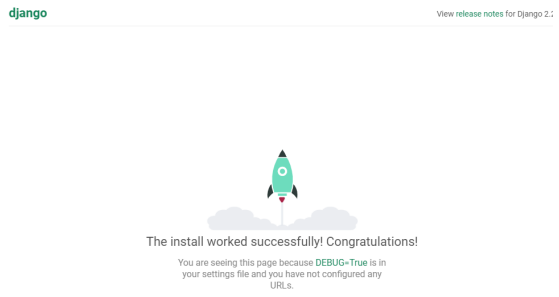 django
View release notes for Django 2.2
The install worked successfully! Congratulations!
You are seeing this page because DEBUG=True is in
your settings file and you have not configured any
URLs.